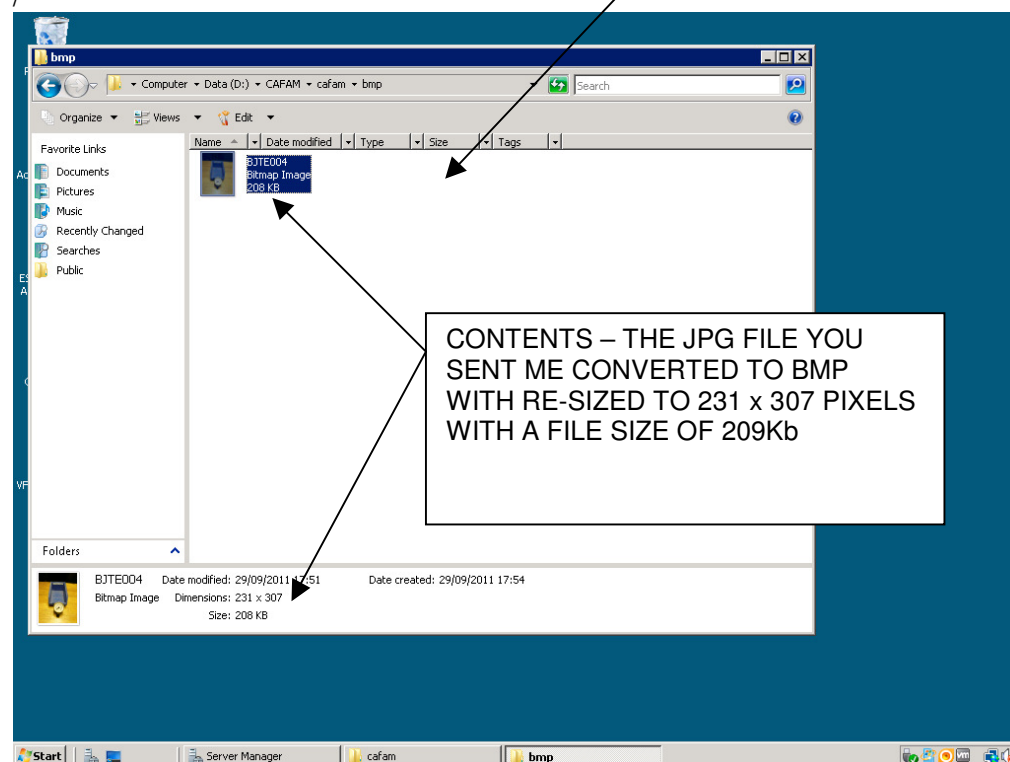 bmp
Computer Data (D:) CAFAM cafam bmp
Search
Organize Views Edit
Favorite Links
Name Date modified Type Size Tags
Documents
Pictures
Music
Recently Changed
Searches
Public
BJTE004
Bitmap Image
208 KB
CONTENTS – THE JPG FILE YOU
SENT ME CONVERTED TO BMP
WITH RE-SIZED TO 231 x 307 PIXELS
WITH A FILE SIZE OF 209Kb
Folders
BJTE004 Date modified: 29/09/2011 17:51 Date created: 29/09/2011 17:54
Bitmap Image Dimensions: 231 x 307
Size: 208 KB
Start Server Manager cafam bmp